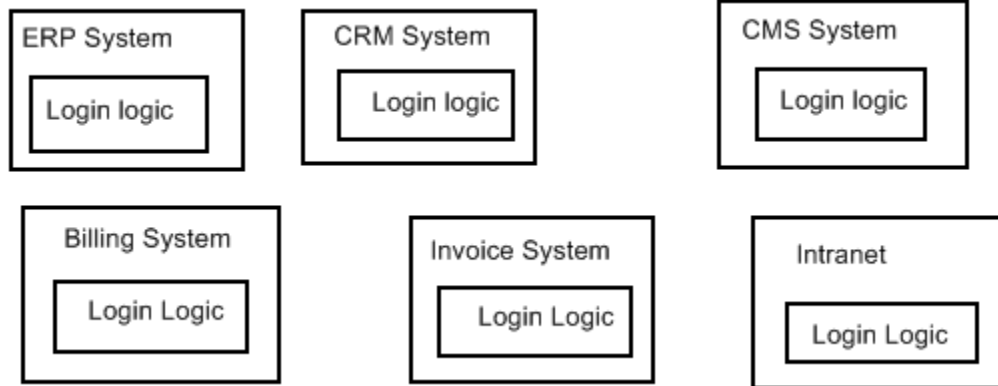 ERP System
Login logic
CRM System
Login logic
CMS System
Login logic
Billing System
Login Logic
Invoice System
Login Logic
Intranet
Login Logic